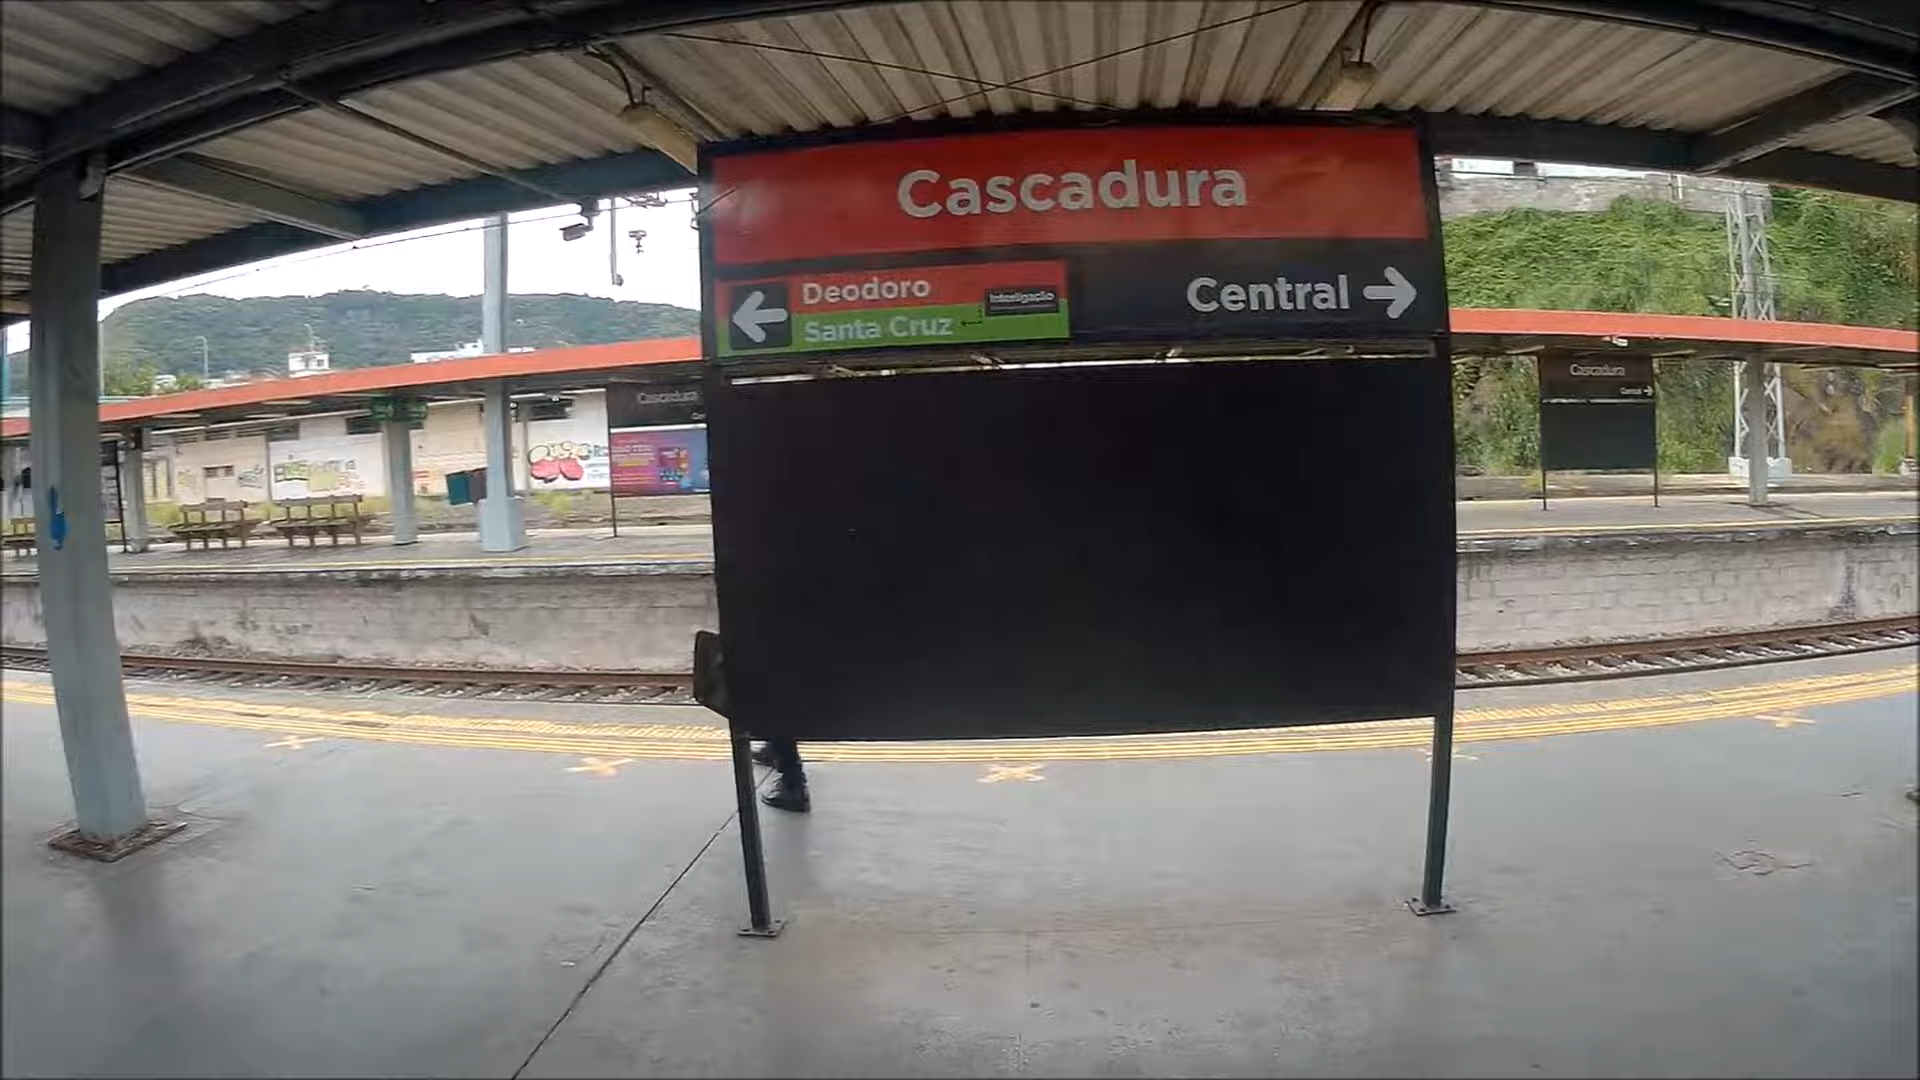 Cascadura
Deodoro
Integração
Santa Cruz ←
Central →
Cascadura
Cascadura
Central →